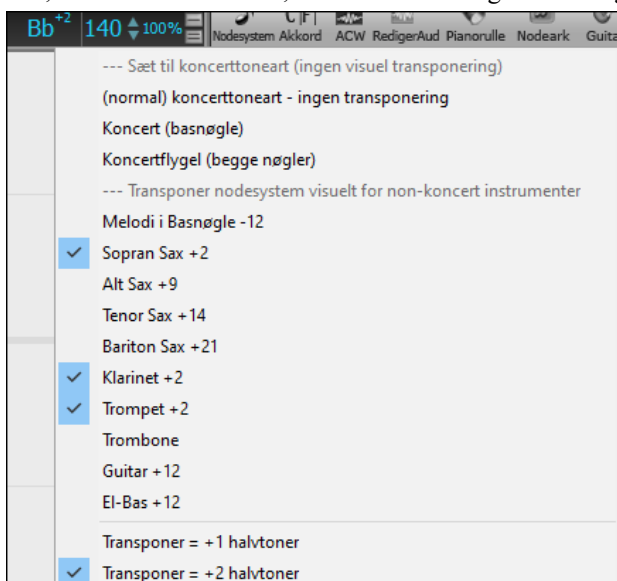 Bb+2 140 100%
Nodesystem Akkord ACW RedigerAud Pianorulle Nodeark Guita
--- Sæt til koncerttoneart (ingen visuel transponering)
(normal) koncerttoneart - ingen transponering
Koncert (basnøgle)
Koncertflygel (begge nøgler)
--- Transponer nodesystem visuelt for non-koncert instrumenter
Melodi i Basnøgle -12
Sopran Sax +2
Alt Sax +9
Tenor Sax +14
Bariton Sax +21
Klarinet +2
Trompet +2
Trombone
Guitar +12
El-Bas +12
Transponer = +1 halvtoner
Transponer = +2 halvtoner